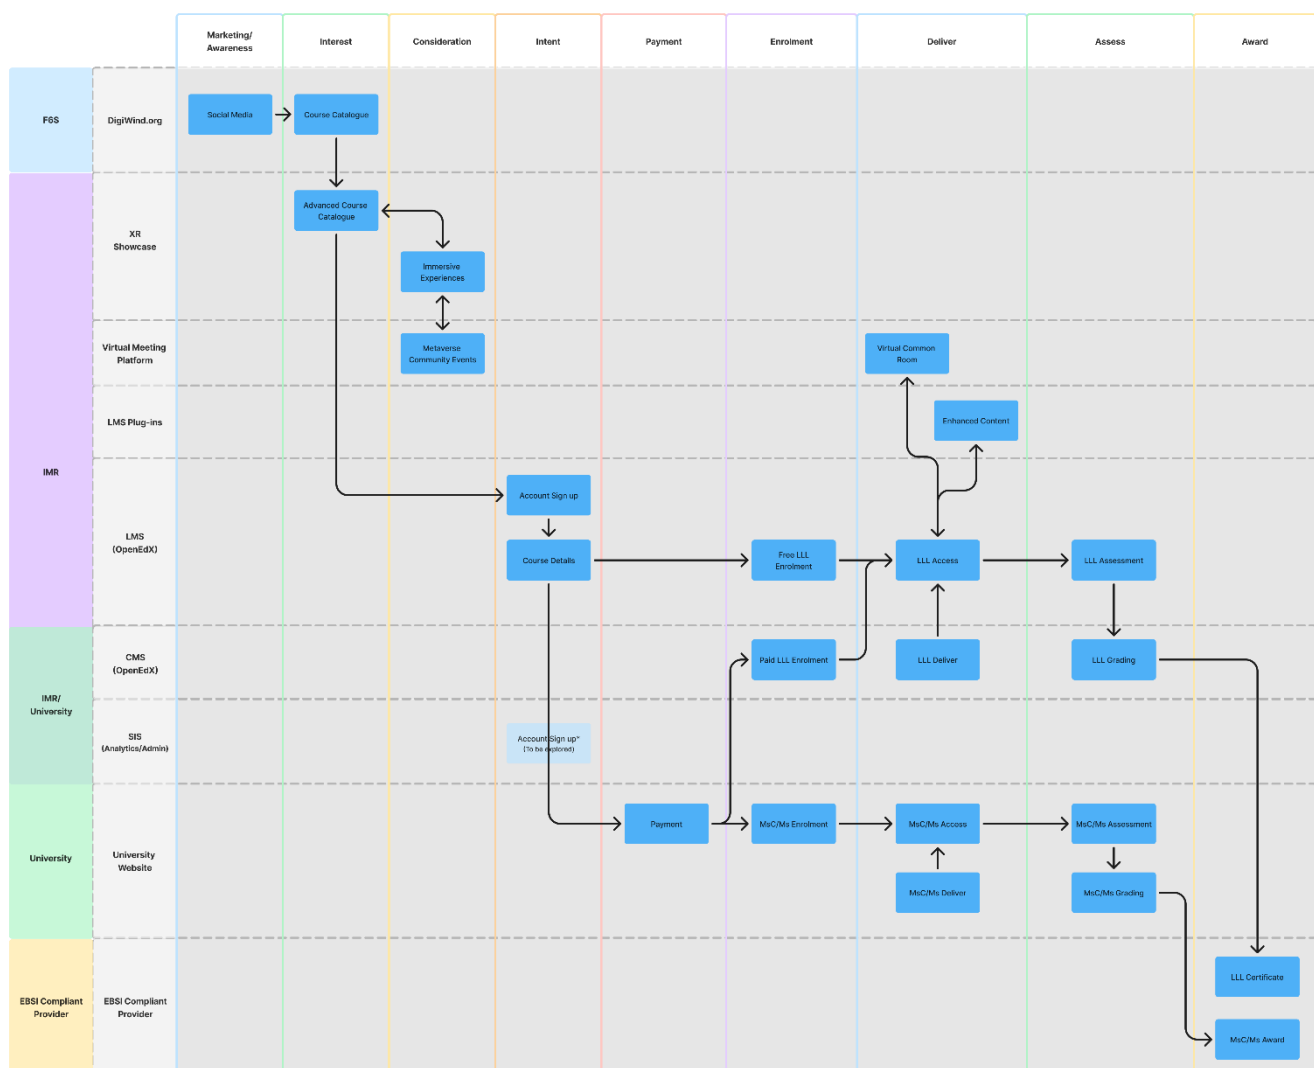 Marketing/
Awareness
Interest
Consideration
Intent
Payment
Enrolment
Deliver
Assess
Award
F6S
DigiWind.org
Social Media
Course Catalogue
IMR
XR
Showcase
Advanced Course
Catalogue
Immersive
Experiences
Virtual Meeting
Platform
Metaverse
Community Events
Virtual Common
Room
LMS Plug-ins
Enhanced Content
LMS
(OpenEdX)
Account Sign up
Course Details
Free LLL
Enrolment
LLL Access
LLL Assessment
IMR/
University
CMS
(OpenEdX)
Paid LLL Enrolment
LLL Deliver
LLL Grading
SIS
(Analytics/Admin)
Account Sign up*
(To be explored)
University
University
Website
Payment
MsC/Ms Enrolment
MsC/Ms Access
MsC/Ms Assessment
MsC/Ms Deliver
MsC/Ms Grading
EBSI Compliant
Provider
EBSI Compliant
Provider
LLL Certificate
MsC/Ms Award